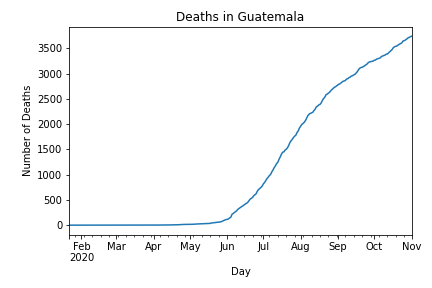 Deaths in Guatemala
3500
3000
2500
2000
1500
1000
500
0
Number of Deaths
Feb Mar Apr May Jun Jul Aug Sep Oct Nov
2020
Day